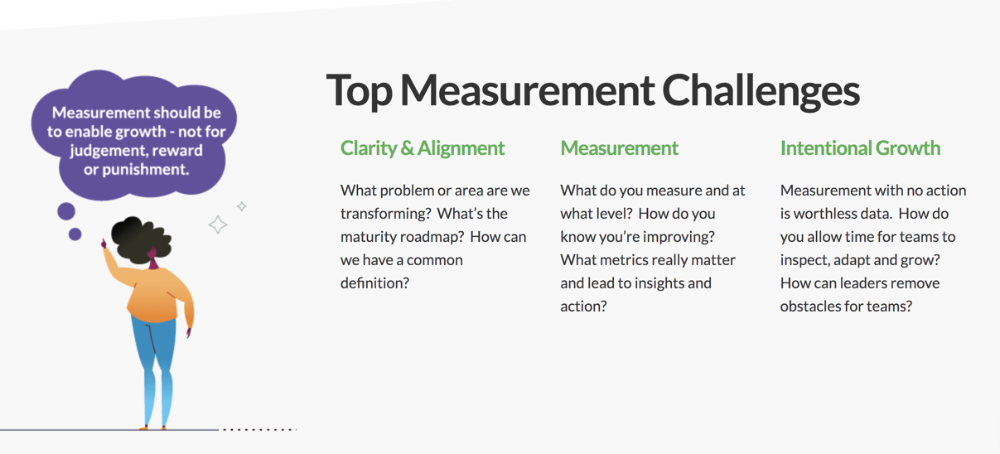 Measurement should be
to enable growth - not for
judgement, reward
or punishment.
Top Measurement Challenges
Clarity & Alignment
What problem or area are we
transforming? What's the
maturity roadmap? How can
we have a common
definition?
Measurement
What do you measure and at
what level? How do you
know you're improving?
What metrics really matter
and lead to insights and
action?
Intentional Growth
Measurement with no action
is worthless data. How do
you allow time for teams to
inspect, adapt and grow?
How can leaders remove
obstacles for teams?